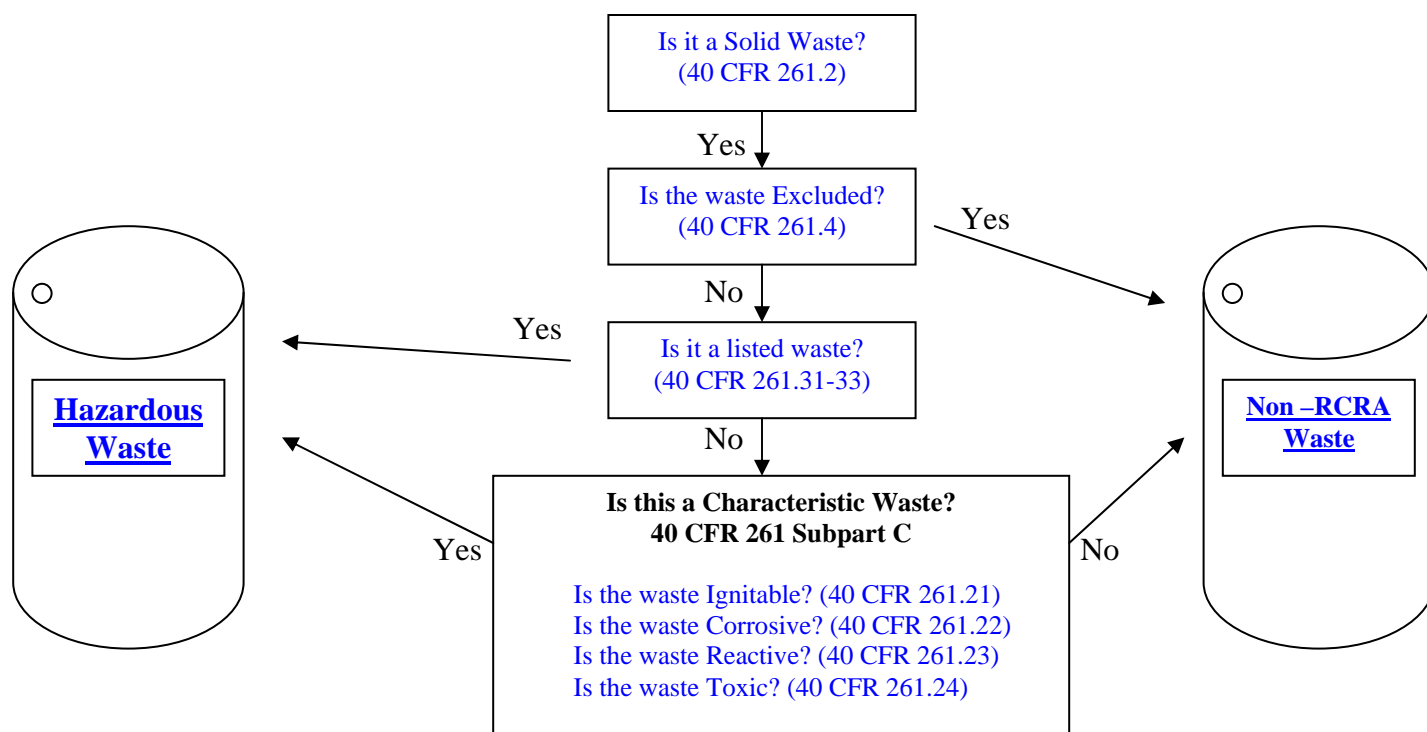 Is it a Solid Waste?
(40 CFR 261.2)
Yes
Is the waste Excluded?
(40 CFR 261.4)
Yes
No
Is it a listed waste?
(40 CFR 261.31-33)
Yes
No
Hazardous
Waste
Non –RCRA
Waste
Is this a Characteristic Waste?
40 CFR 261 Subpart C
Yes
No
Is the waste Ignitable? (40 CFR 261.21)
Is the waste Corrosive? (40 CFR 261.22)
Is the waste Reactive? (40 CFR 261.23)
Is the waste Toxic? (40 CFR 261.24)